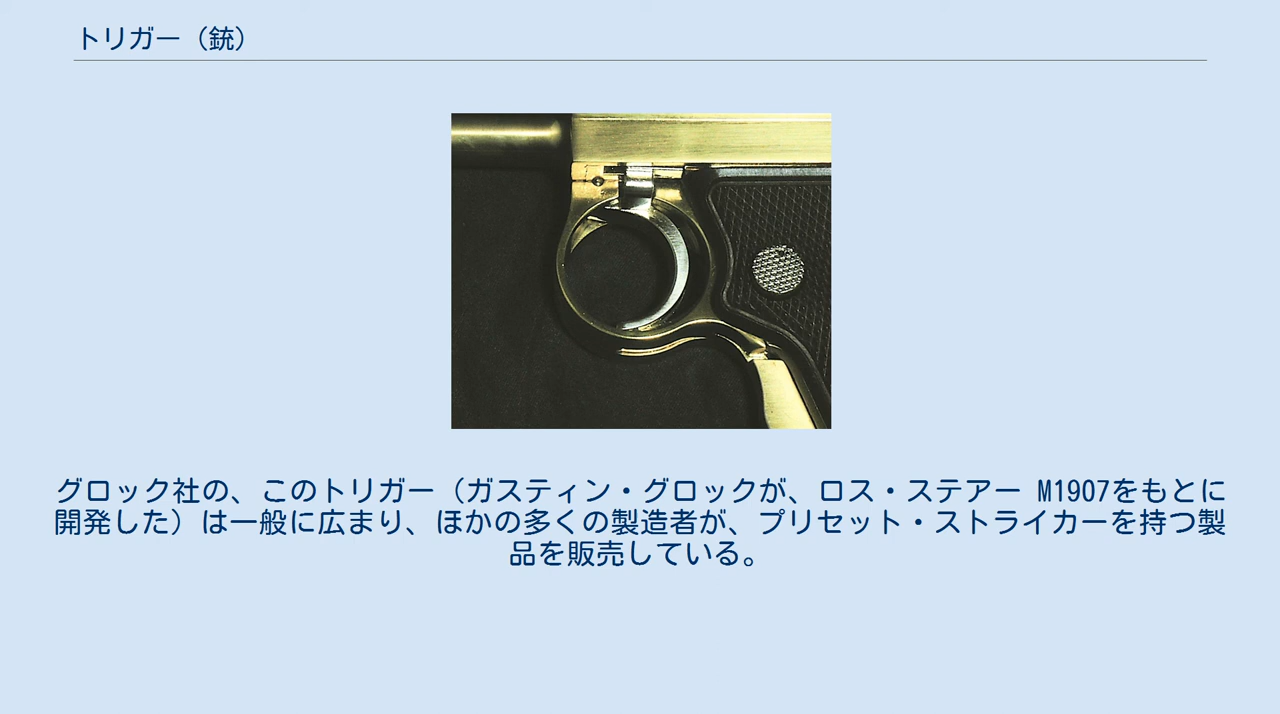 トリガー（銃）
グロック社の、このトリガー（ガスティン・グロックが、ロス・ステアー M1907をもとに
開発した）は一般に広まり、ほかの多くの製造者が、プリセット・ストライカーを持つ製
品を販売している。